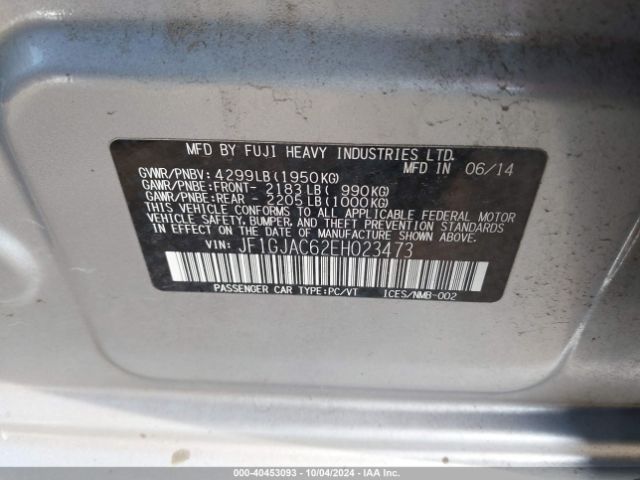 MFD BY FUJI HEAVY INDUSTRIES LTD.
GVWR/PNBV: 4299LB(1950KG) MFD IN 06/14
GAWR/PNBE:FRONT- 2183LB( 990KG)
GAWR/PNBE:REAR - 2205LB(1000KG)
THIS VEHICLE CONFORMS TO ALL APPLICABLE FEDERAL MOTOR
VEHICLE SAFETY, BUMPER, AND THEFT PREVENTION STANDARDS
IN EFFECT ON THE DATE OF MANUFACTURE SHOWN ABOVE.
VIN: JF1GJAC62EH023473
PASSENGER CAR TYPE:PC/VT ICES/NMB-002
000-40453093 - 10/04/2024 - IAA Inc.